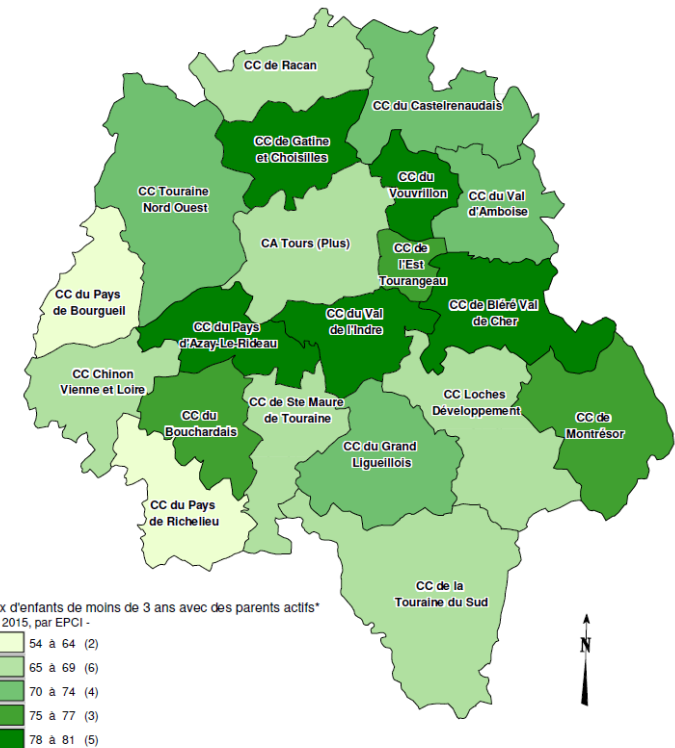 CC de Racan
CC du Castelrenaudais
CC de Gatine
et Choisilles
CC du
Vouvrillon
CC Touraine
Nord Ouest
CC du Val
d'Amboise
CA Tours (Plus)
CC de
l'Est
Tourangeau
CC du Pays
de Bourgueil
CC de Bléré Val
de Cher
CC du Val
de l'Indre
CC du Pays
d'Azay-Le-Rideau
CC Chinon
Vienne et Loire
CC Loches
Développement
CC de Ste Maure
de Touraine
CC du
Bouchardais
CC de
Montrésor
CC du Grand
Ligueillois
CC du Pays
de Richelieu
CC de la
Touraine du Sud
x d'enfants de moins de 3 ans avec des parents actifs*
2015, par EPCI -
54 à 64 (2)
65 à 69 (6)
70 à 74 (4)
75 à 77 (3)
78 à 81 (5)
N